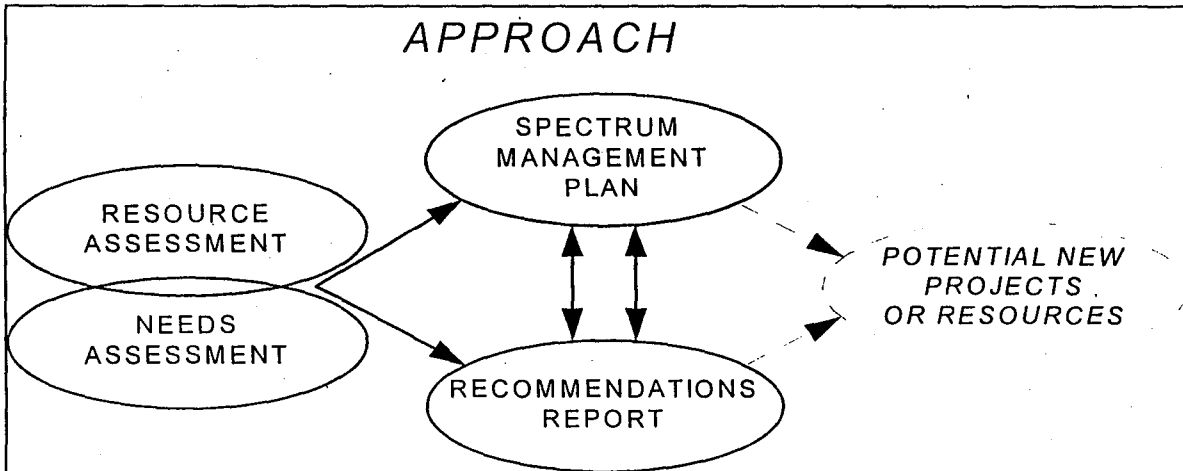 APPROACH
SPECTRUM
MANAGEMENT
PLAN
RESOURCE
ASSESSMENT
NEEDS
ASSESSMENT
RECOMMENDATIONS
REPORT
POTENTIAL NEW
PROJECTS
OR RESOURCES